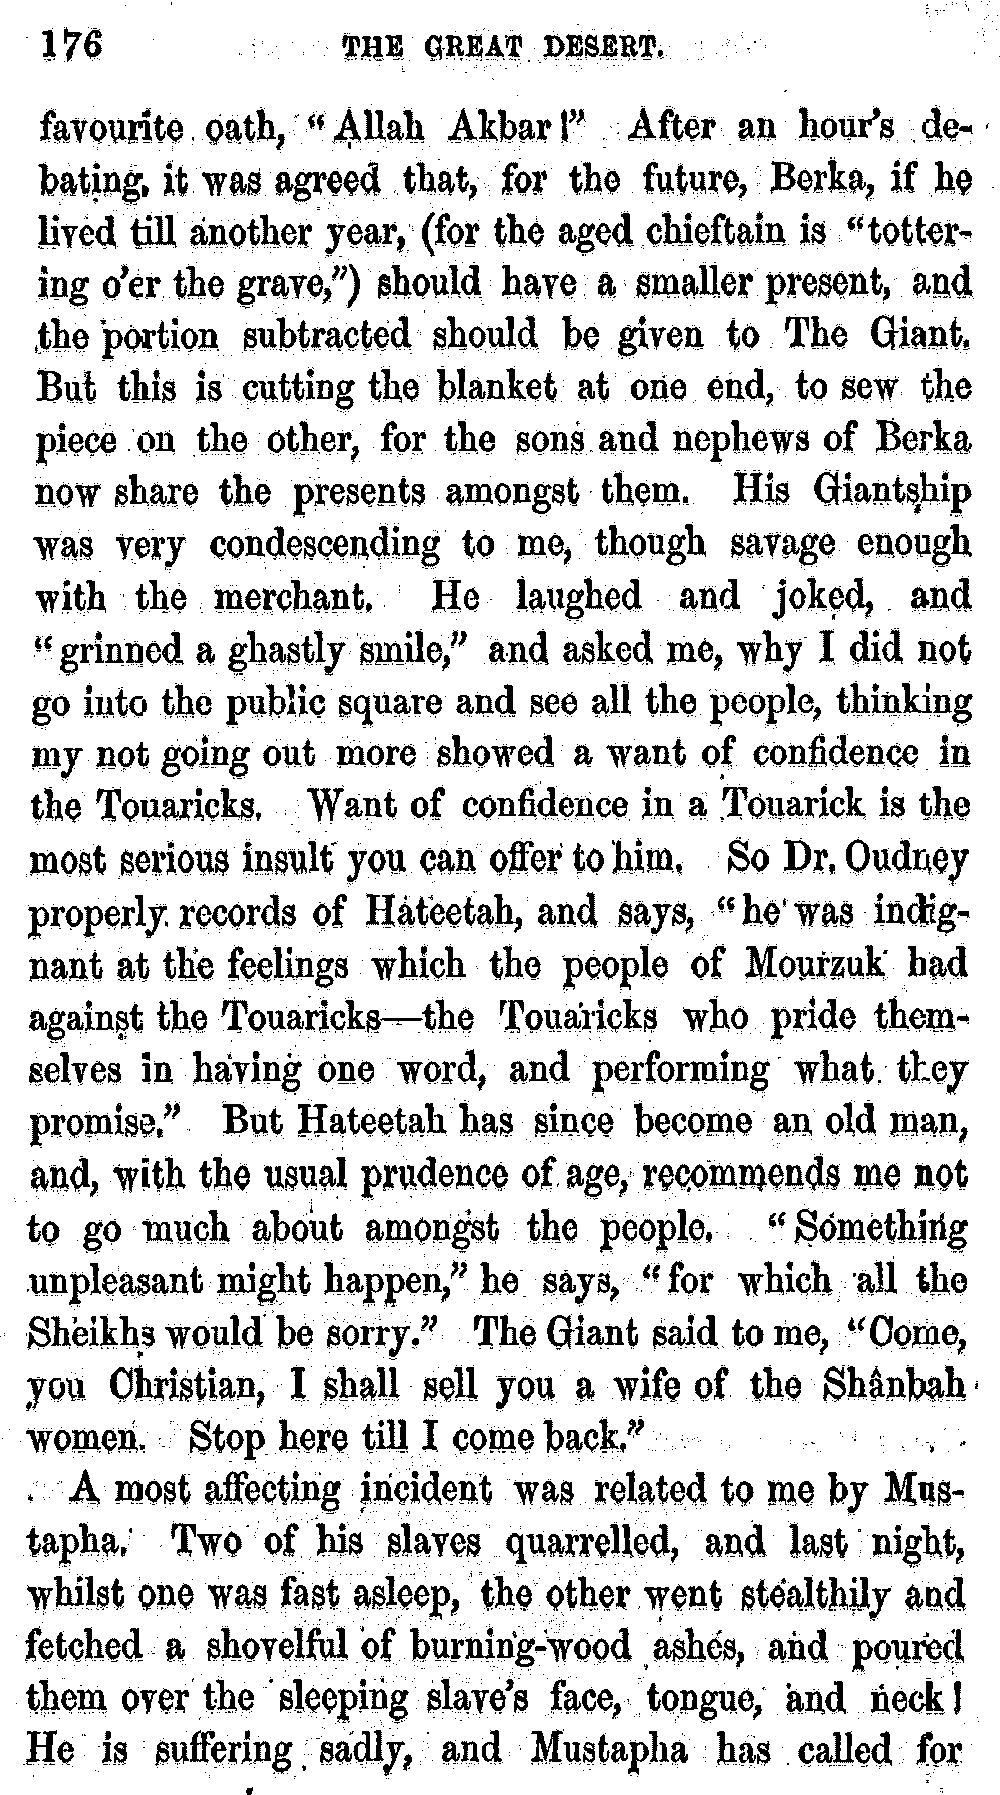 176 THE GREAT DESERT.
favourite oath, "Allah Akbar!" After an hour's de-
bating, it was agreed that, for the future, Berka, if he
lived till another year, (for the aged chieftain is "totter-
ing o'er the grave,") should have a smaller present, and
the portion subtracted should be given to The Giant.
But this is cutting the blanket at one end, to sew the
piece on the other, for the sons and nephews of Berka
now share the presents amongst them. His Giantship
was very condescending to me, though savage enough
with the merchant. He laughed and joked, and
"grinned a ghastly smile," and asked me, why I did not
go into the public square and see all the people, thinking
my not going out more showed a want of confidence in
the Touaricks. Want of confidence in a Touarick is the
most serious insult you can offer to him. So Dr. Oudney
properly records of Hateetah, and says, "he was indig-
nant at the feelings which the people of Mourzuk had
against the Touaricks—the Touaricks who pride them-
selves in having one word, and performing what they
promise." But Hateetah has since become an old man,
and, with the usual prudence of age, recommends me not
to go much about amongst the people. "Something
unpleasant might happen," he says, "for which all the
Sheikhs would be sorry." The Giant said to me, "Come,
you Christian, I shall sell you a wife of the Shânbah
women. Stop here till I come back."
A most affecting incident was related to me by Mus-
tapha. Two of his slaves quarrelled, and last night,
whilst one was fast asleep, the other went stealthily and
fetched a shovelful of burning-wood ashes, and poured
them over the sleeping slave's face, tongue, and neck!
He is suffering sadly, and Mustapha has called for